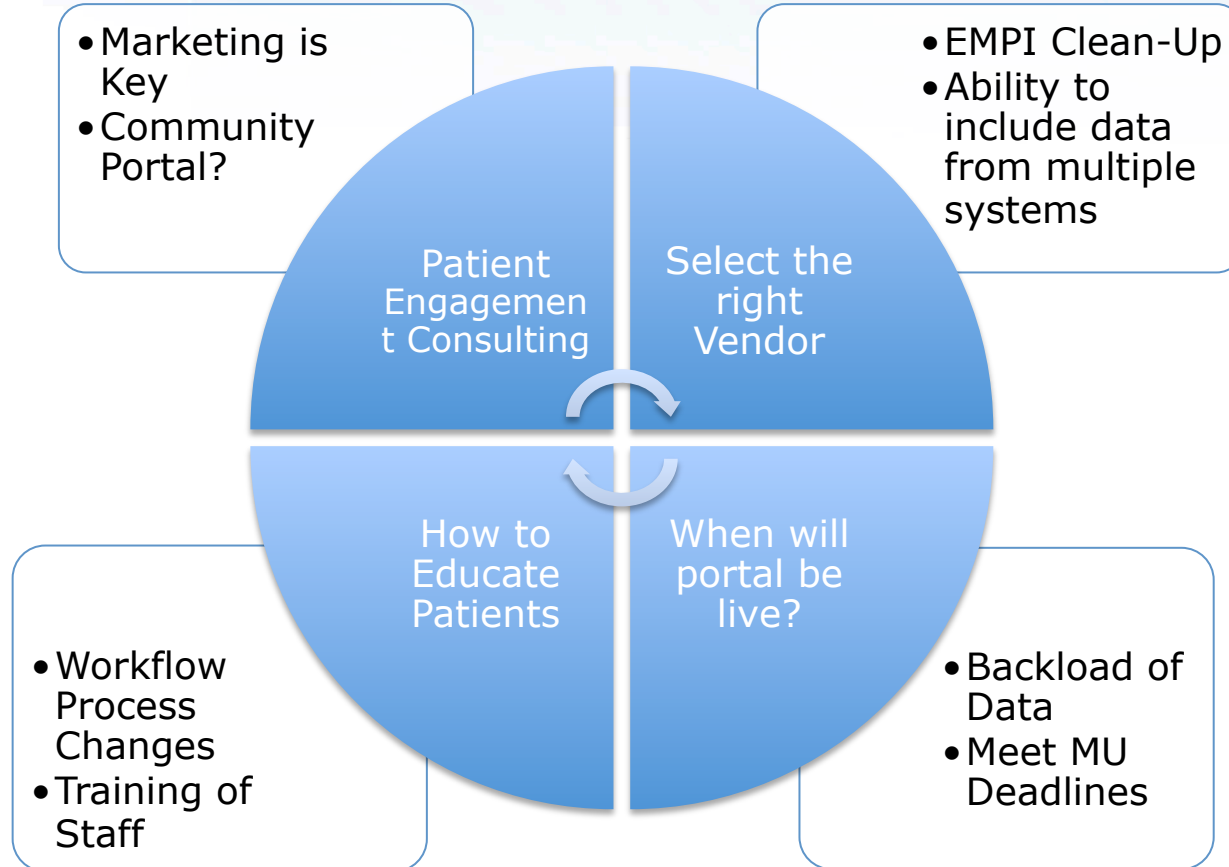 • Marketing is
Key
• Community
Portal?
• EMPI Clean-Up
• Ability to
include data
from multiple
systems
Patient
Engagemen
t Consulting
Select the
right
Vendor
How to
Educate
Patients
When will
portal be
live?
• Workflow
Process
Changes
• Training of
Staff
• Backload of
Data
• Meet MU
Deadlines